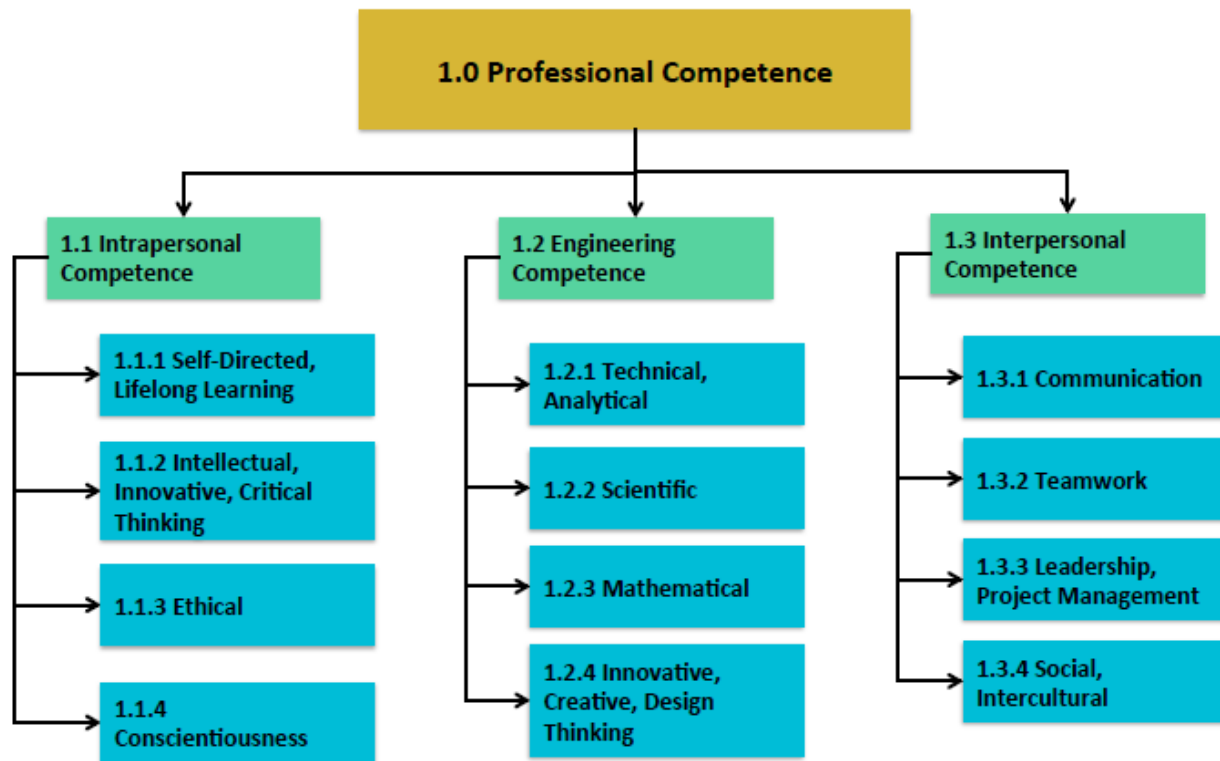 1.0 Professional Competence
1.1 Intrapersonal
Competence
1.1.1 Self-Directed,
Lifelong Learning
1.1.2 Intellectual,
Innovative, Critical
Thinking
1.1.3 Ethical
1.1.4
Conscientiousness
1.2 Engineering
Competence
1.2.1 Technical,
Analytical
1.2.2 Scientific
1.2.3 Mathematical
1.2.4 Innovative,
Creative, Design
Thinking
1.3 Interpersonal
Competence
1.3.1 Communication
1.3.2 Teamwork
1.3.3 Leadership,
Project Management
1.3.4 Social,
Intercultural